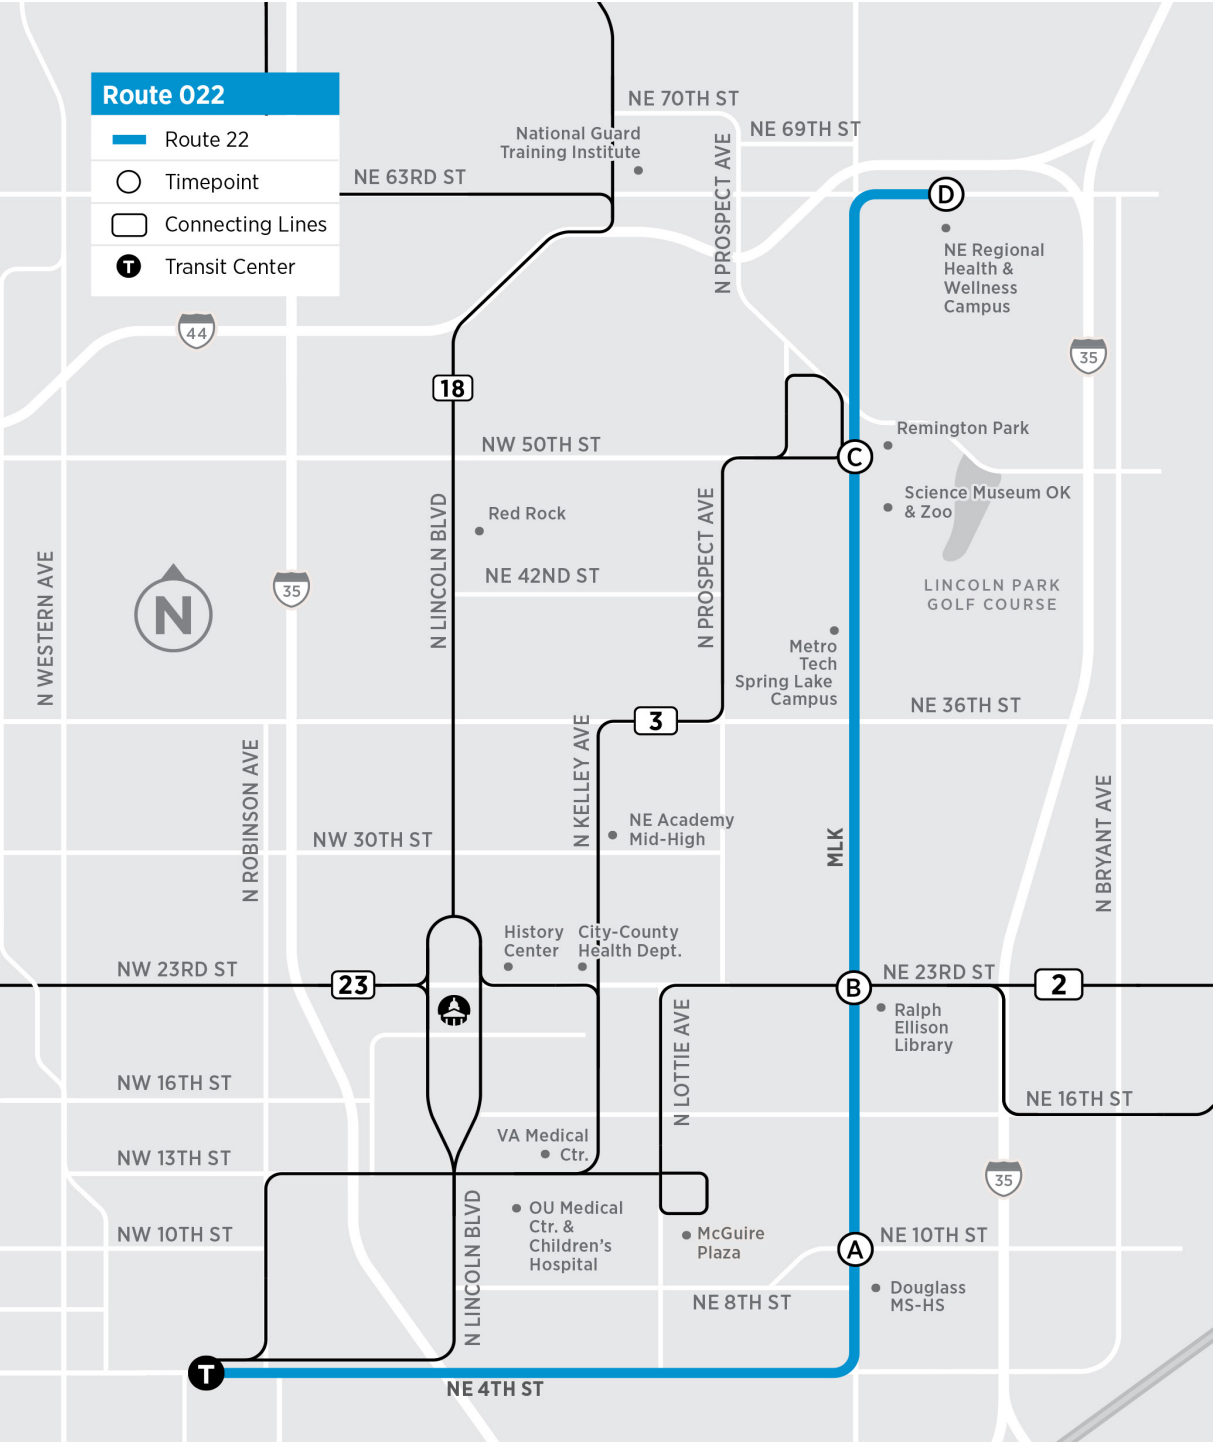 Route 022
Route 22
Timepoint
Connecting Lines
T
Transit Center
NE 70TH ST
National Guard
Training Institute
NE 69TH ST
NE 63RD ST
N PROSPECT AVE
D
NE Regional
Health &
Wellness
Campus
44
35
18
Remington Park
NW 50TH ST
C
Science Museum OK
& Zoo
Red Rock
N LINCOLN BLVD
N PROSPECT AVE
NE 42ND ST
LINCOLN PARK
GOLF COURSE
35
N
N WESTERN AVE
Metro
Tech
Spring Lake
Campus
NE 36TH ST
3
N KELLEY AVE
N ROBINSON AVE
NE Academy
Mid-High
NW 30TH ST
MLK
N BRYANT AVE
History
Center
City-County
Health Dept.
NW 23RD ST
23
B
NE 23RD ST
2
Ralph
Ellison
Library
N LOTTIE AVE
NW 16TH ST
NE 16TH ST
VA Medical
Ctr.
NW 13TH ST
35
OU Medical
Ctr. &
Children's
Hospital
McGuire
Plaza
NW 10TH ST
A
NE 10TH ST
N LINCOLN BLVD
Douglass
MS-HS
NE 8TH ST
T
NE 4TH ST